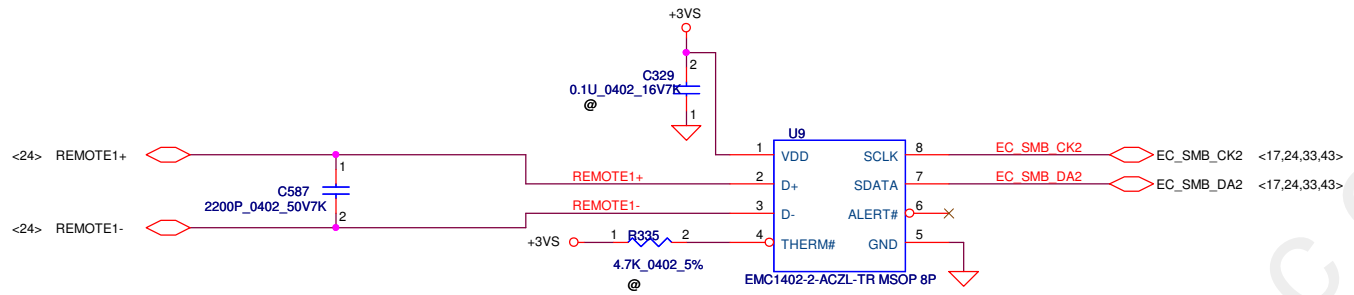 +3VS
2
C329
0.1U_0402_16V7K
@
1
U9
<24> REMOTE1+
1
C587
2200P_0402_50V7K
2
<24> REMOTE1-
REMOTE1+
REMOTE1-
1 VDD
2 D+
3 D-
4 THERM#
SCLK 8
SDATA 7
ALERT# 6
GND 5
EC_SMB_CK2
EC_SMB_CK2 <17,24,33,43>
EC_SMB_DA2
EC_SMB_DA2 <17,24,33,43>
+3VS
1 R335 2
4.7K_0402_5%
@
EMC1402-2-ACZL-TR MSOP 8P